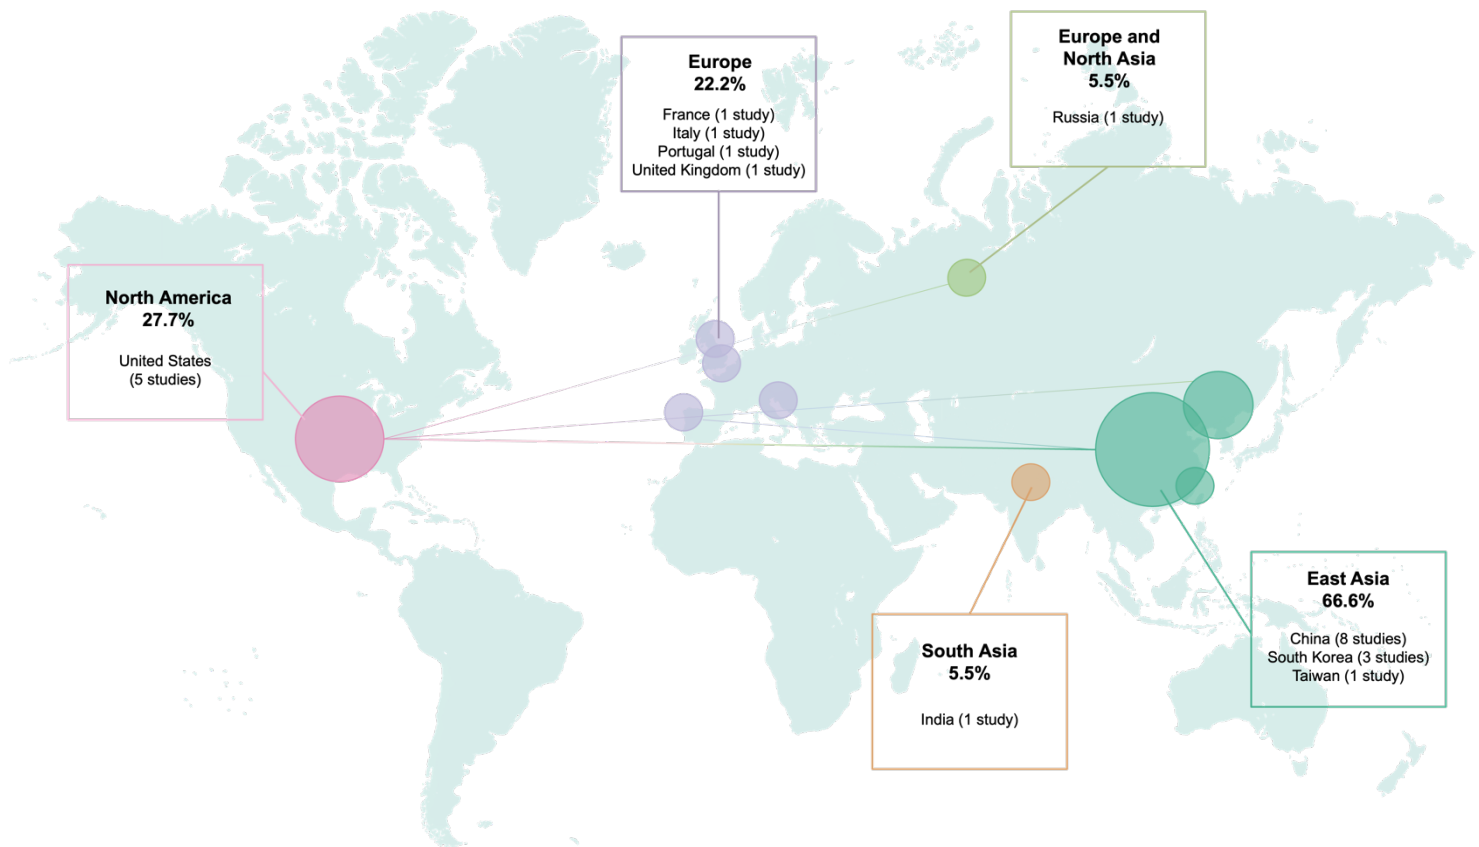 Europe and
North Asia
5.5%
Russia (1 study)
Europe
22.2%
France (1 study)
Italy (1 study)
Portugal (1 study)
United Kingdom (1 study)
North America
27.7%
United States
(5 studies)
East Asia
66.6%
China (8 studies)
South Korea (3 studies)
Taiwan (1 study)
South Asia
5.5%
India (1 study)